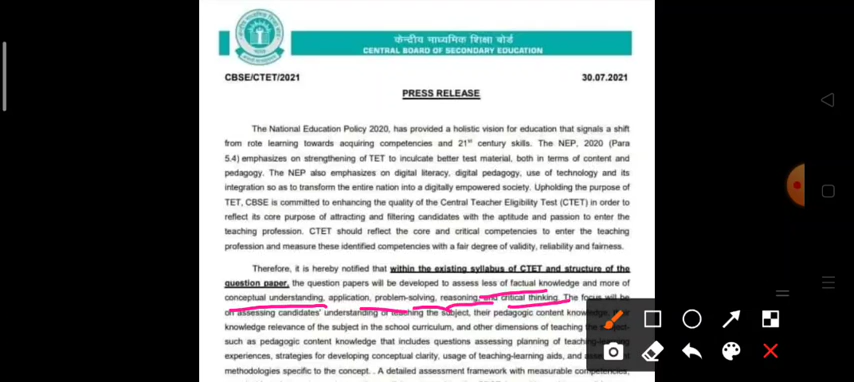 केन्द्रीय माध्यमिक शिक्षा बोर्ड
CENTRAL BOARD OF SECONDARY EDUCATION
CBSE/CTET/2021 30.07.2021
PRESS RELEASE
The National Education Policy 2020, has provided a holistic vision for education that signals a shift
from rote learning towards acquiring competencies and 21st century skills. The NEP, 2020 (Para
5.4) emphasizes on strengthening of TET to inculcate better test material, both in terms of content and
pedagogy. The NEP also emphasizes on digital literacy, digital pedagogy, use of technology and its
integration so as to transform the entire nation into a digitally empowered society. Upholding the purpose of
TET, CBSE is committed to enhancing the quality of the Central Teacher Eligibility Test (CTET) in order to
reflect its core purpose of attracting and filtering candidates with the aptitude and passion to enter the
teaching profession. CTET should reflect the core and critical competencies to enter the teaching
profession and measure these identified competencies with a fair degree of validity, reliability and fairness.
Therefore, it is hereby notified that within the existing syllabus of CTET and structure of the
question paper, the question papers will be developed to assess less of factual knowledge and more of
conceptual understanding, application, problem-solving, reasoning, and critical thinking. The focus will be
on assessing candidates' understanding of teaching the subject, their pedagogic content
knowledge relevance of the subject in the school curriculum, and other dimensions of teaching the
such as pedagogic content knowledge that includes questions assessing planning of
experiences, strategies for developing conceptual clarity, usage of teaching-learning aids, and
methodologies specific to the concept. . A detailed assessment framework with measurable